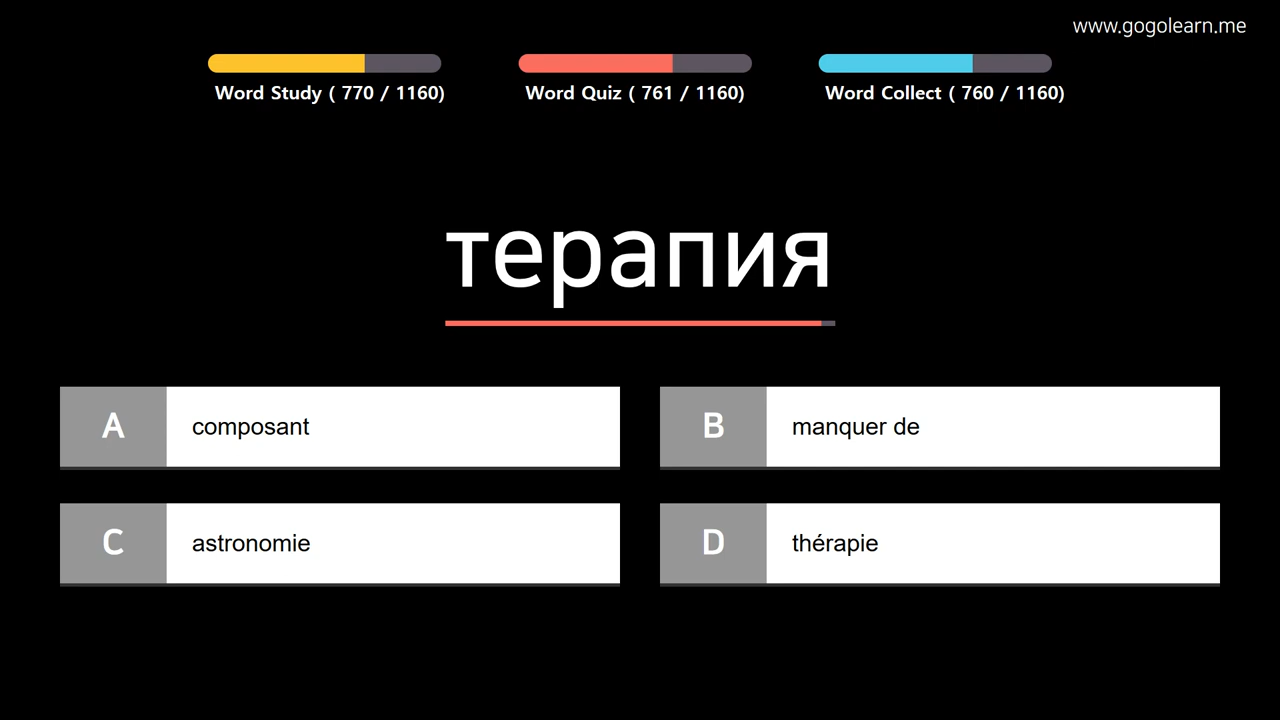 www.gogolearn.me
Word Study ( 770 / 1160)
Word Quiz ( 761 / 1160)
Word Collect ( 760 / 1160)
терапия
A composant
B manquer de
C astronomie
D thérapie